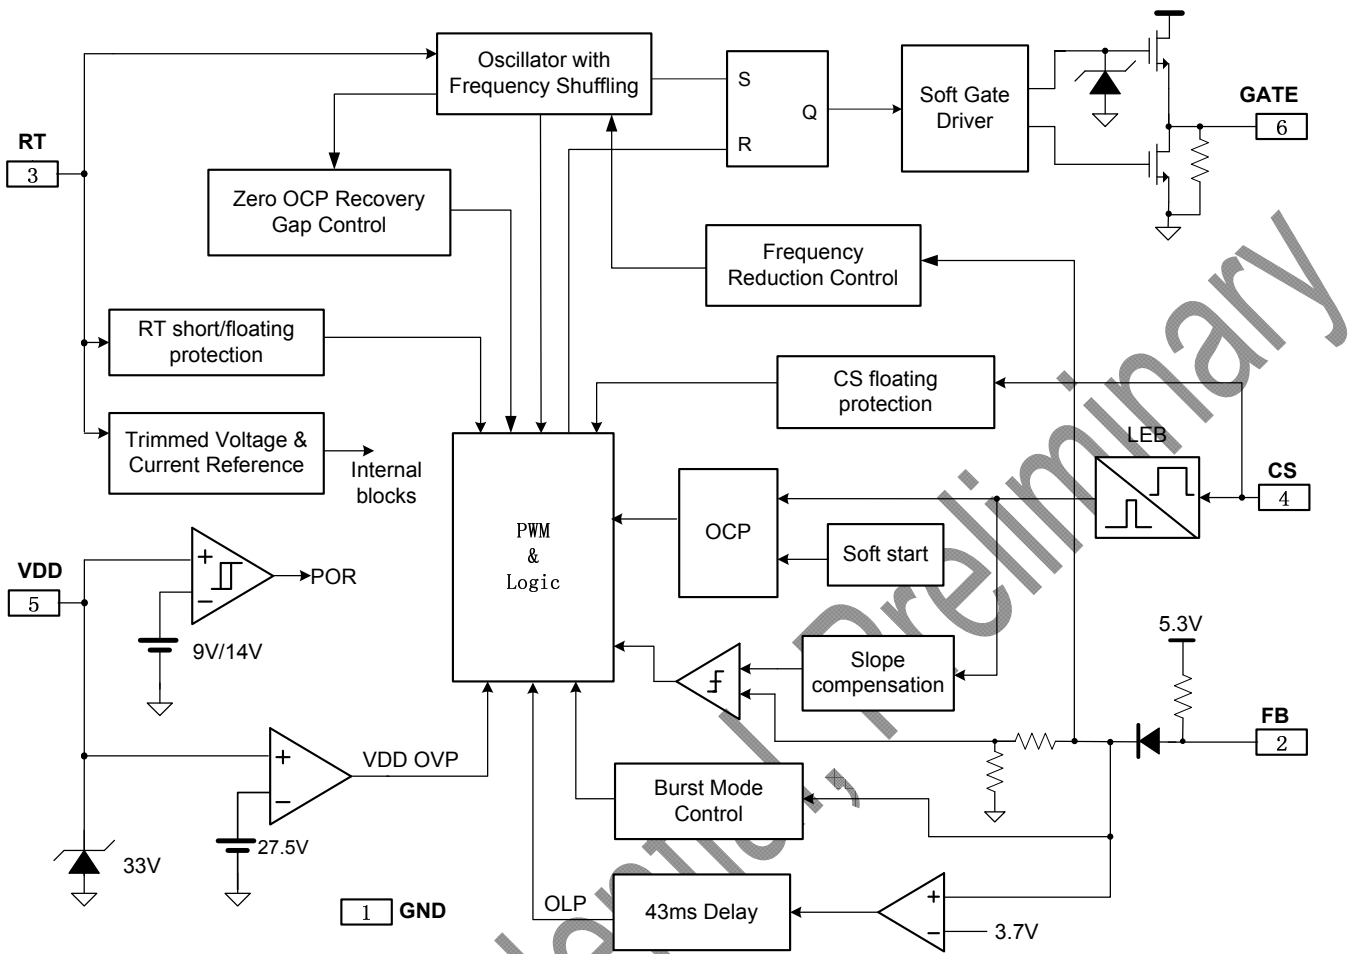 Oscillator with
Frequency Shuffling
S
R
Q
Soft Gate
Driver
GATE
6
RT
3
Zero OCP Recovery
Gap Control
Frequency
Reduction Control
RT short/floating
protection
CS floating
protection
Trimmed Voltage &
Current Reference
Internal
blocks
LEB
CS
4
PWM
&
Logic
OCP
Soft start
VDD
5
+
−
POR
9V/14V
Slope
compensation
5.3V
FB
2
+
−
VDD OVP
27.5V
33V
Burst Mode
Control
1
GND
OLP
43ms Delay
+
−
3.7V
Preliminary